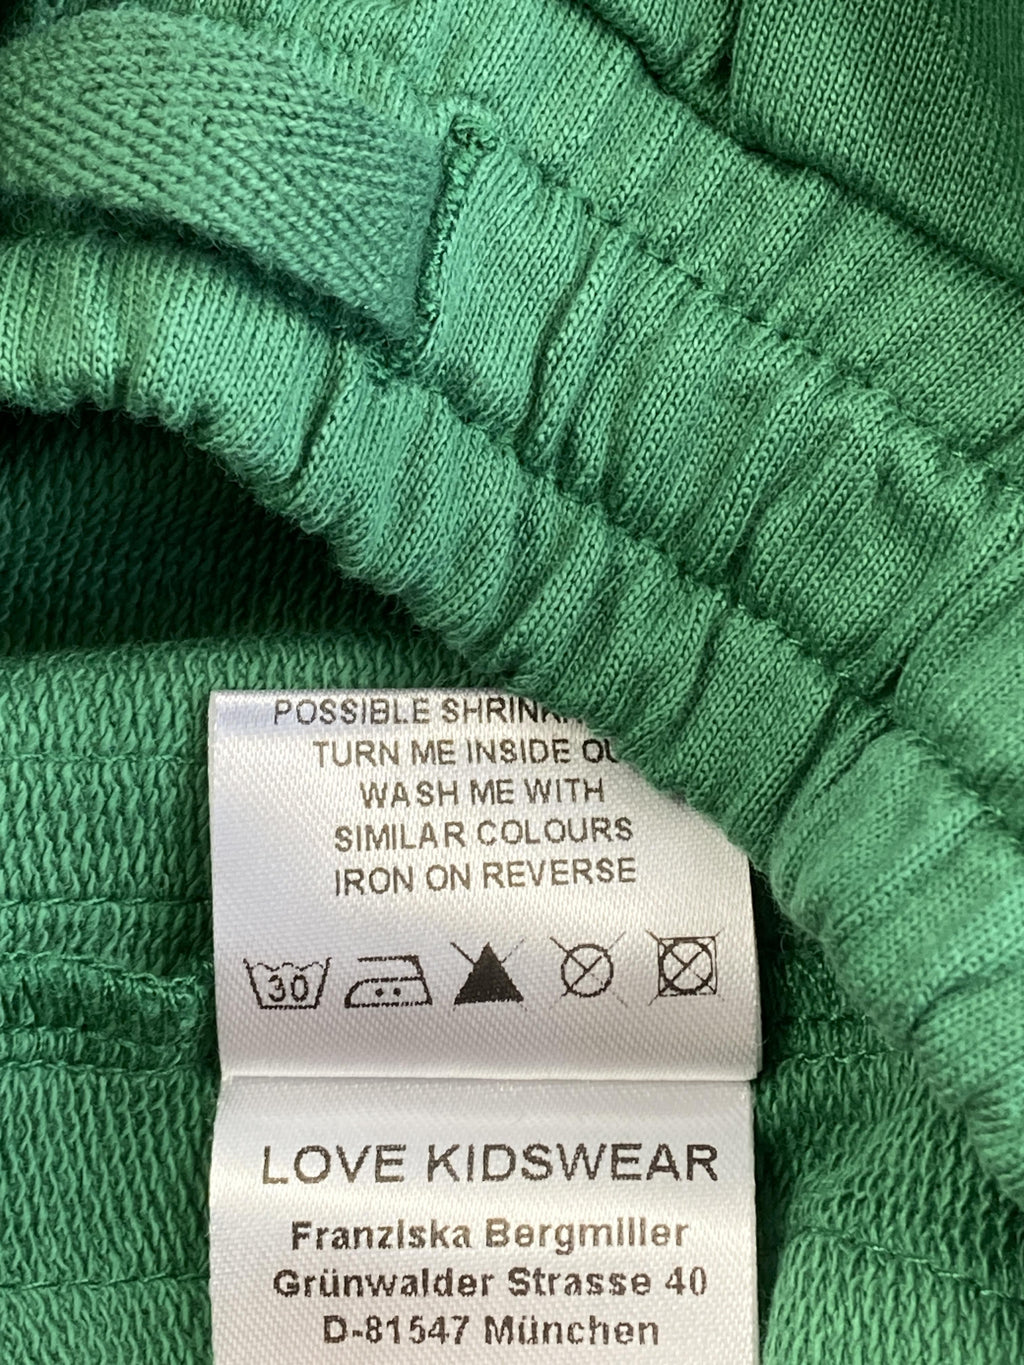 POSSIBLE
TURN ME INSIDE
WASH ME WITH
SIMILAR COLOURS
IRON ON REVERSE
30
LOVE KIDSWEAR
Franziska Bergmiller
Grünwalder Strasse 40
D-81547 München